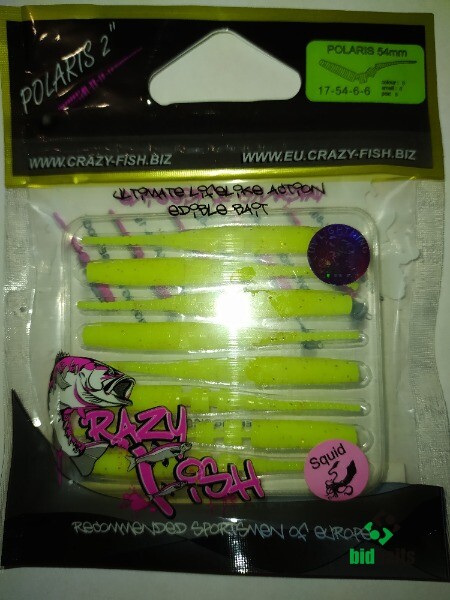 POLARIS 2"
POLARIS 54mm
17-54-6-6
WWW.CRAZY-FISH.BIZ
WWW.EU.CRAZY-FISH.BIZ
ULTIMATE LIFELIKE ACTION
EDIBLE BAIT
CRAZY
FISH
Squid
RECOMMENDED SPORTSMEN OF EUROPE
bid